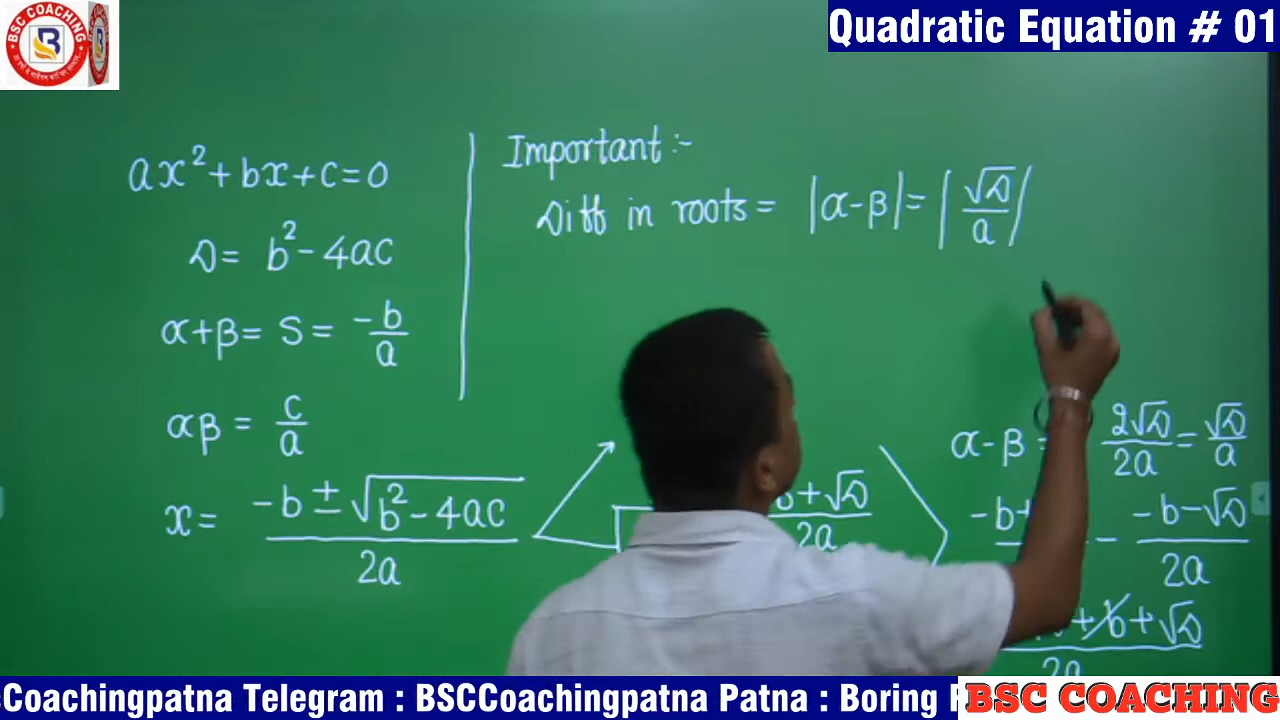 BSC COACHING
Quadratic Equation # 01
ax²+bx+c=0
D= b²-4ac
α+β= S= -b/a
αβ = c/a
x= -b±√b²-4ac / 2a
Important :-
Diff in roots = |α-β|= |√D/a|
b+√D / 2a
α-β = 2√D/2a = √D/a
-b+ - -b-√D / 2a
+b+√D / 2a
Coachingpatna Telegram : BSCCoachingpatna Patna : Boring
BSC COACHING